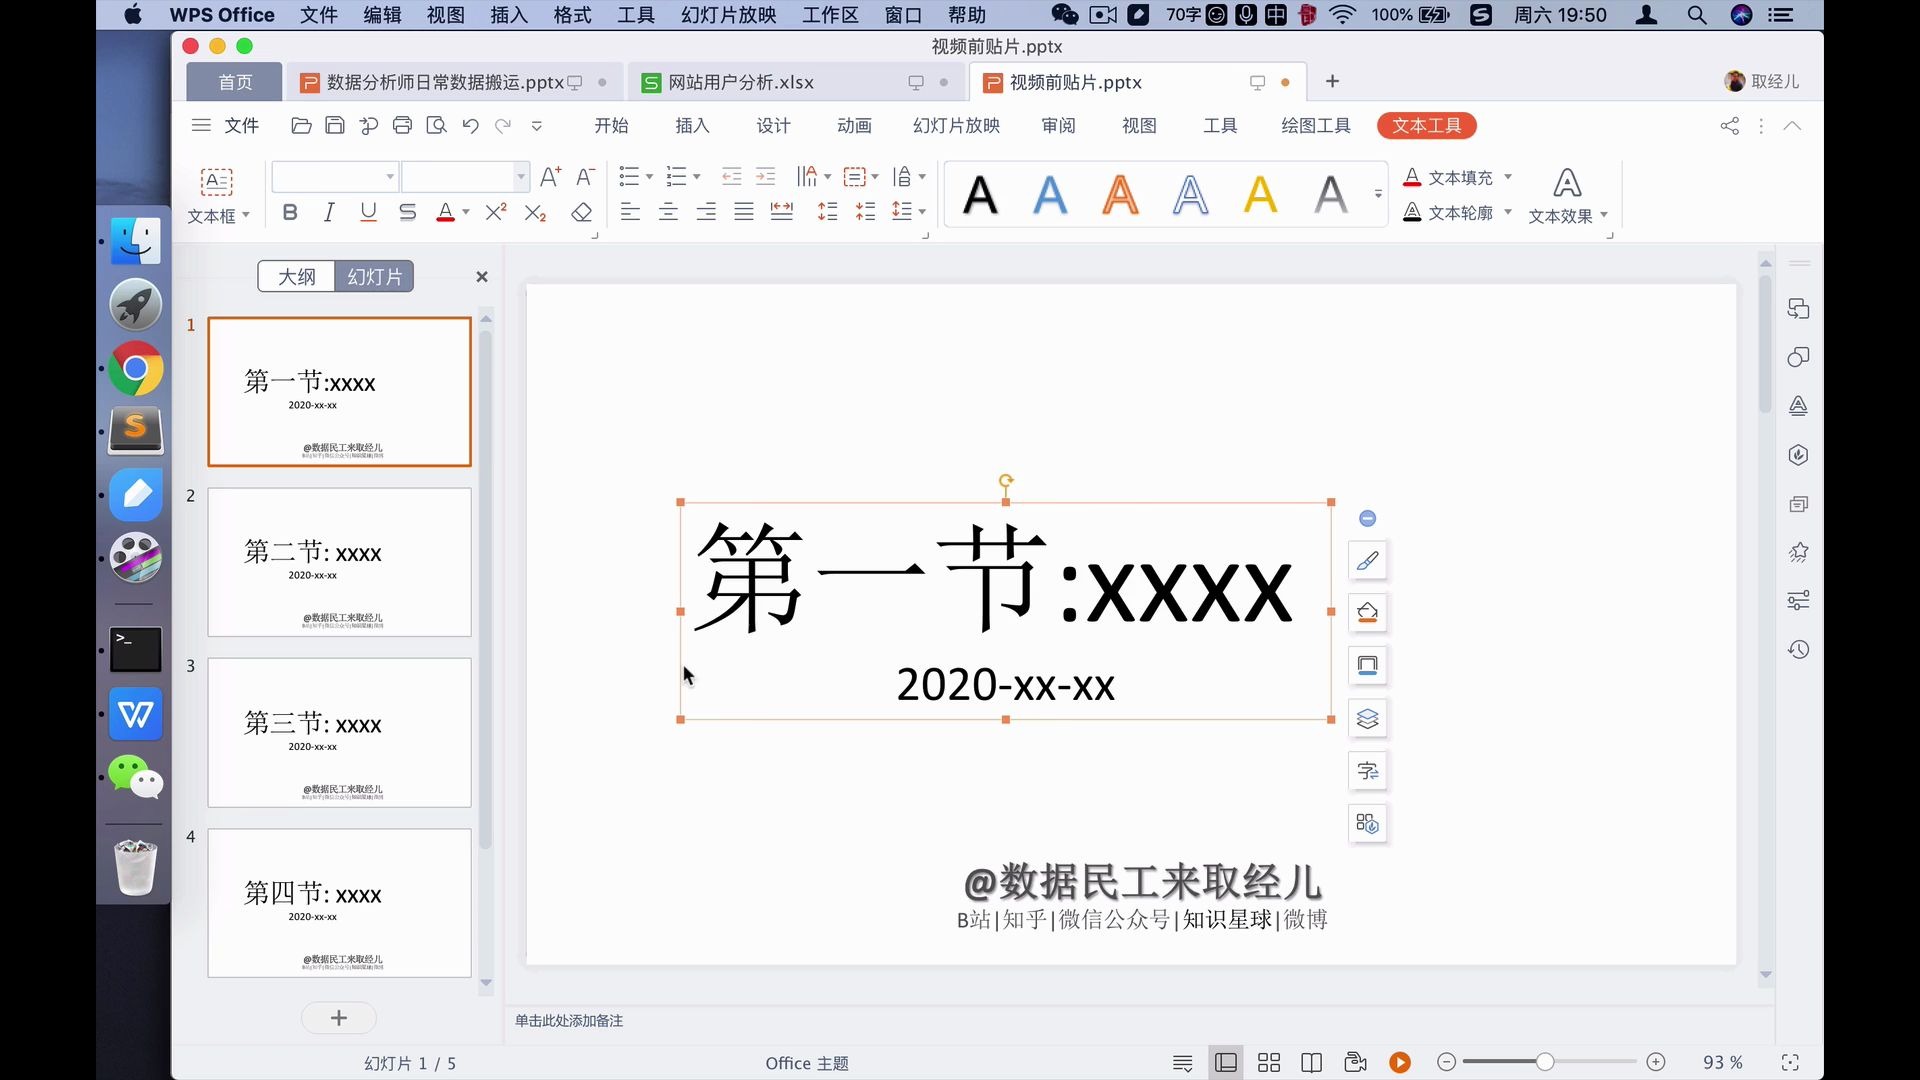 WPS Office 文件 编辑 视图 插入 格式 工具 幻灯片放映 工作区 窗口 帮助 70字 中 100% 周六 19:50
视频前贴片.pptx
首页 数据分析师日常数据搬运.pptx 网站用户分析.xlsx 视频前贴片.pptx 取经儿
文件 开始 插入 设计 动画 幻灯片放映 审阅 视图 工具 绘图工具 文本工具
文本填充
文本框 文本轮廓 文本效果
大纲 幻灯片
1
第一节:xxxx
2020-xx-xx
@数据民工来取经儿
2
第二节: xxxx
2020-xx-xx
@数据民工来取经儿
3
第三节: xxxx
2020-xx-xx
@数据民工来取经儿
4
第四节: xxxx
2020-xx-xx
@数据民工来取经儿
第一节:xxxx
2020-xx-xx
@数据民工来取经儿
B站|知乎|微信公众号|知识星球|微博
单击此处添加备注
幻灯片 1 / 5 Office 主题 93 %